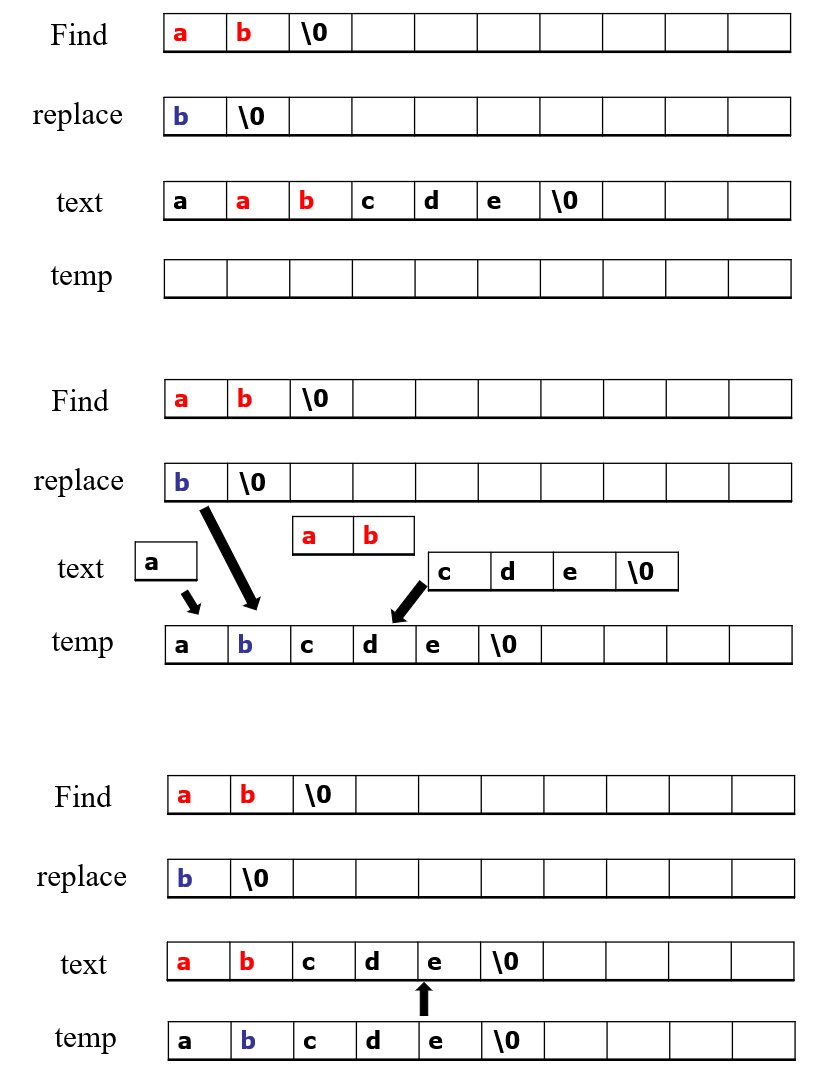 Find a b \0
replace b \0
text a a b c d e \0
temp
Find a b \0
replace b \0
a b
text a c d e \0
temp a b c d e \0
Find a b \0
replace b \0
text a b c d e \0
temp a b c d e \0